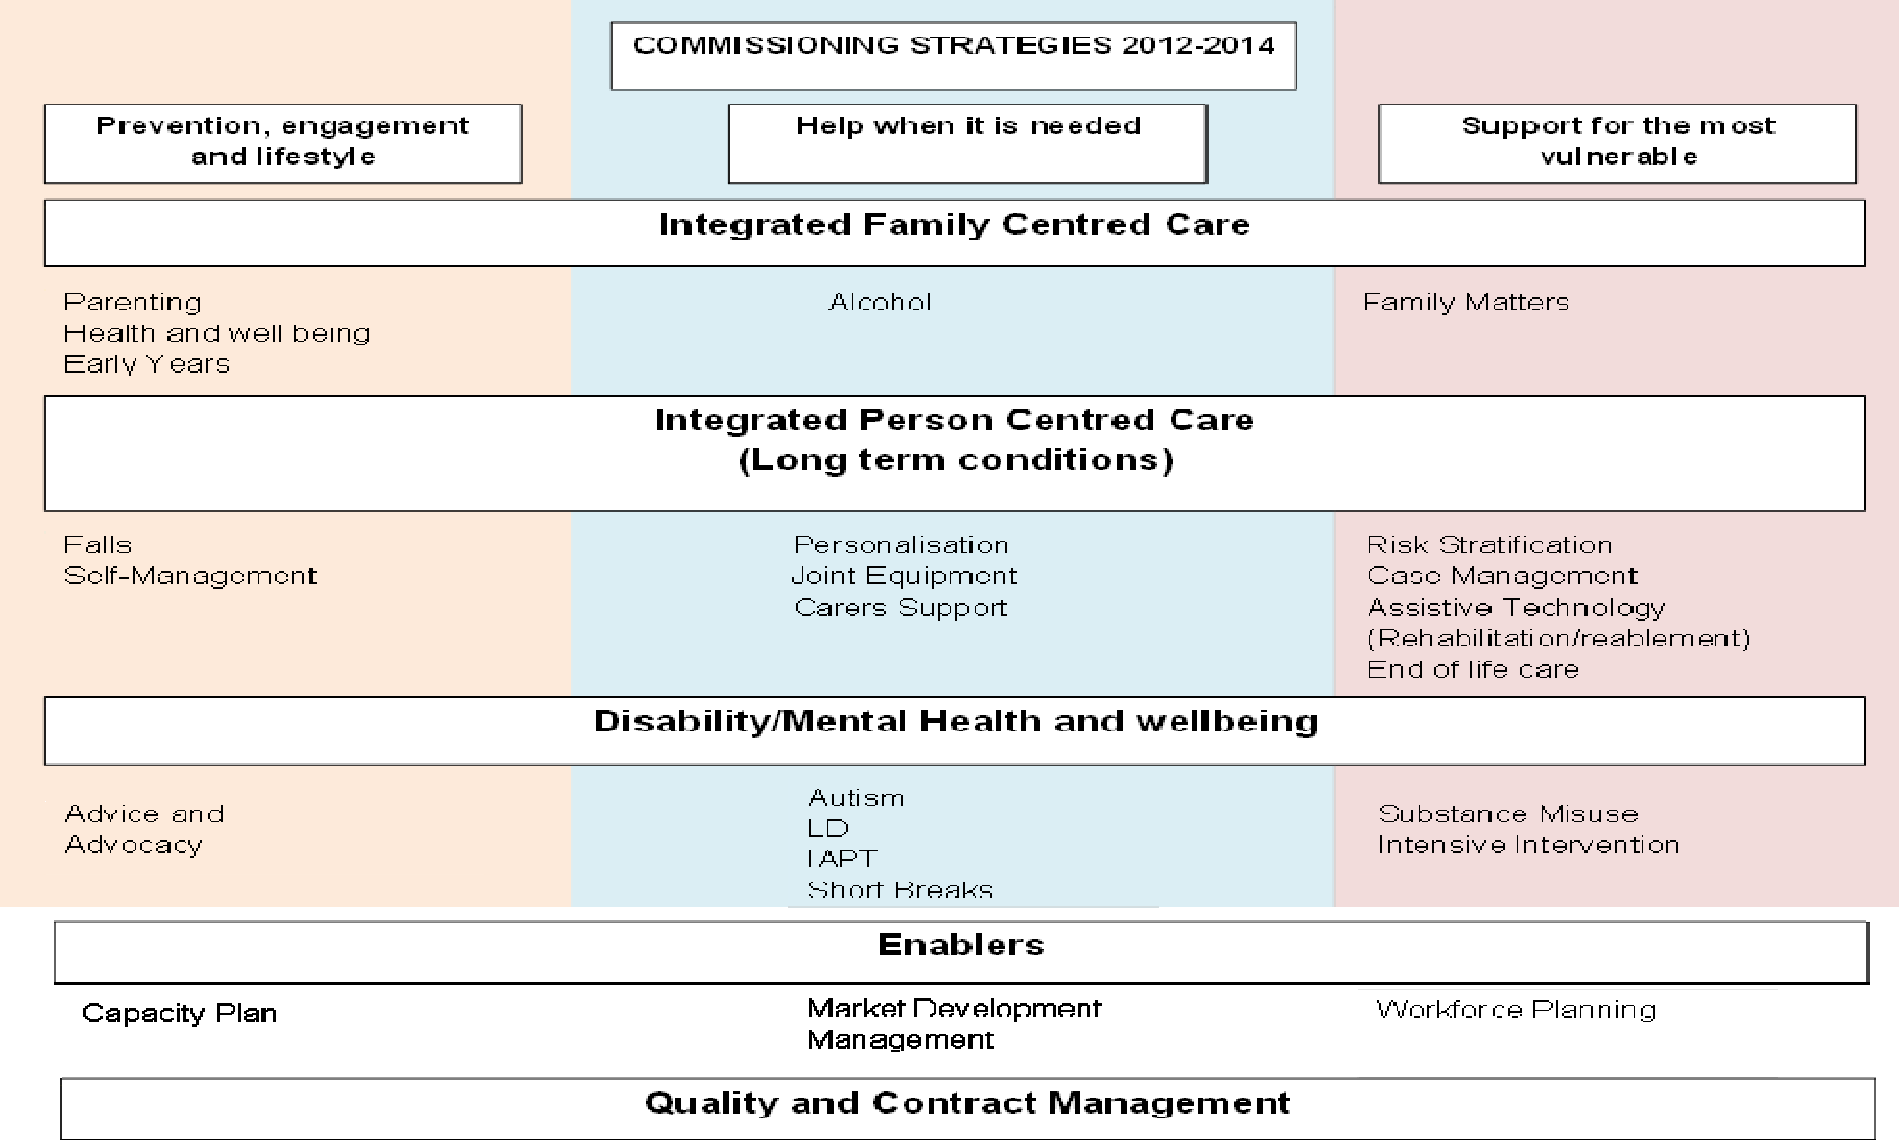 COMMISSIONING STRATEGIES 2012-2014
Prevention, engagement
and lifestyle
Help when it is needed
Support for the most
vulnerable
Integrated Family Centred Care
Parenting
Health and well being
Early Years
Alcohol
Family Matters
Integrated Person Centred Care
(Long term conditions)
Falls
Self-Management
Personalisation
Joint Equipment
Carers Support
Risk Stratification
Case Management
Assistive Technology
(Rehabilitation/reablement)
End of life care
Disability/Mental Health and wellbeing
Advice and
Advocacy
Autism
LD
IAPT
Short Breaks
Substance Misuse
Intensive Intervention
Enablers
Capacity Plan
Market Development
Management
Workforce Planning
Quality and Contract Management